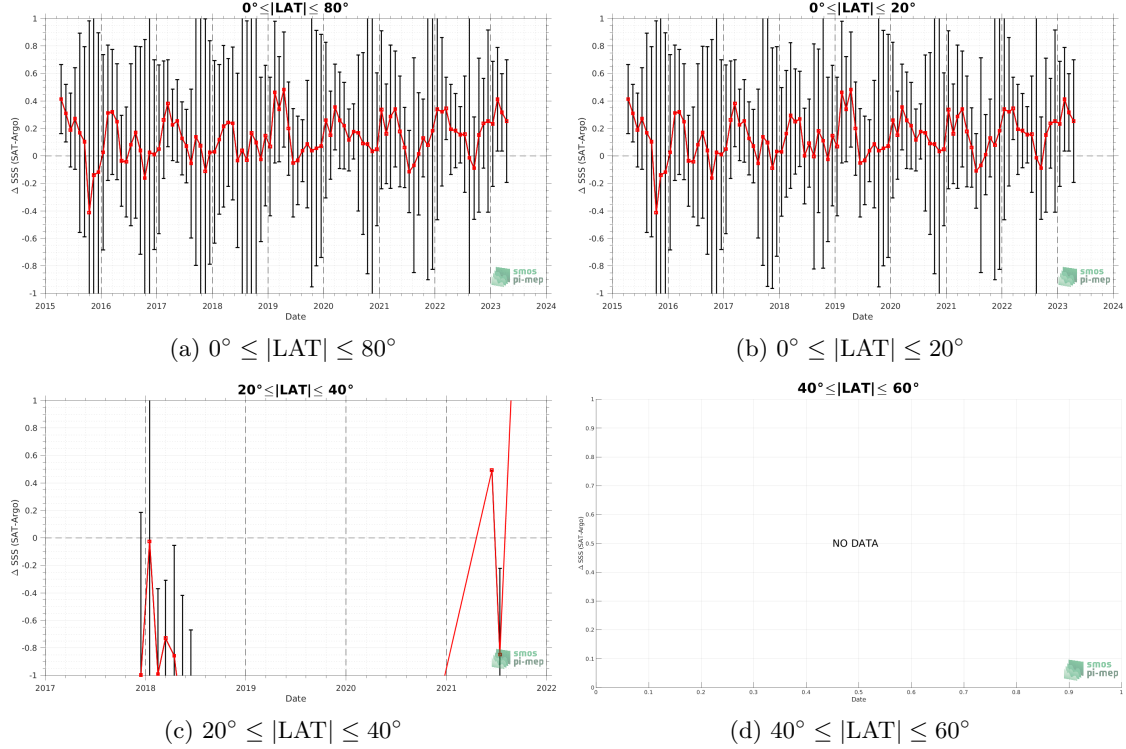 0°≤|LAT|≤ 80°
Δ SSS (SAT-Argo)
1
0.8
0.6
0.4
0.2
0
-0.2
-0.4
-0.6
-0.8
-1
2015 2016 2017 2018 2019 2020 2021 2022 2023 2024
Date
smos
pi-mep
(a) 0° ≤ |LAT| ≤ 80°
0°≤|LAT|≤ 20°
Δ SSS (SAT-Argo)
1
0.8
0.6
0.4
0.2
0
-0.2
-0.4
-0.6
-0.8
-1
2015 2016 2017 2018 2019 2020 2021 2022 2023 2024
Date
smos
pi-mep
(b) 0° ≤ |LAT| ≤ 20°
20°≤|LAT|≤ 40°
Δ SSS (SAT-Argo)
1
0.8
0.6
0.4
0.2
0
-0.2
-0.4
-0.6
-0.8
-1
2017 2018 2019 2020 2021 2022
Date
smos
pi-mep
(c) 20° ≤ |LAT| ≤ 40°
40°≤|LAT|≤ 60°
Δ SSS (SAT-Argo)
1
0.9
0.8
0.7
0.6
0.5
0.4
0.3
0.2
0.1
0
NO DATA
0 0.1 0.2 0.3 0.4 0.5 0.6 0.7 0.8 0.9 1
Date
smos
pi-mep
(d) 40° ≤ |LAT| ≤ 60°